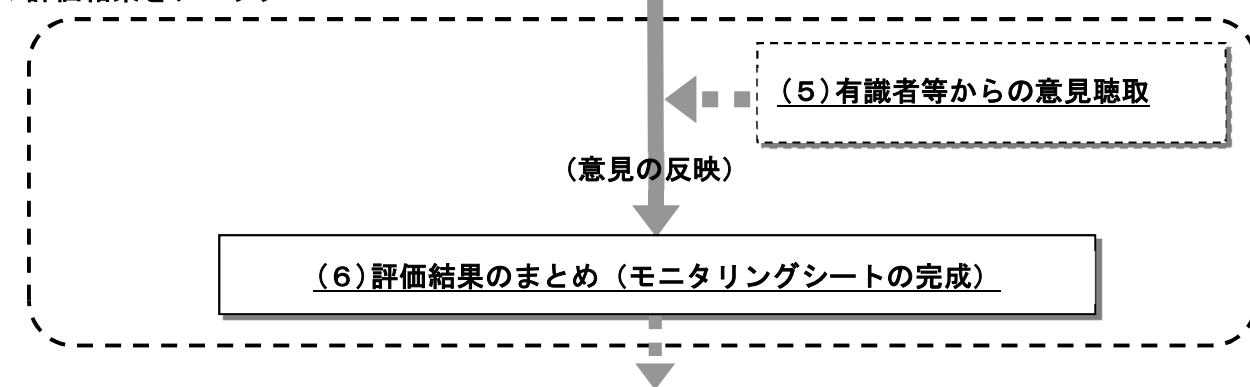 （５）有識者等からの意見聴取
（意見の反映）
（６）評価結果のまとめ（モニタリングシートの完成）